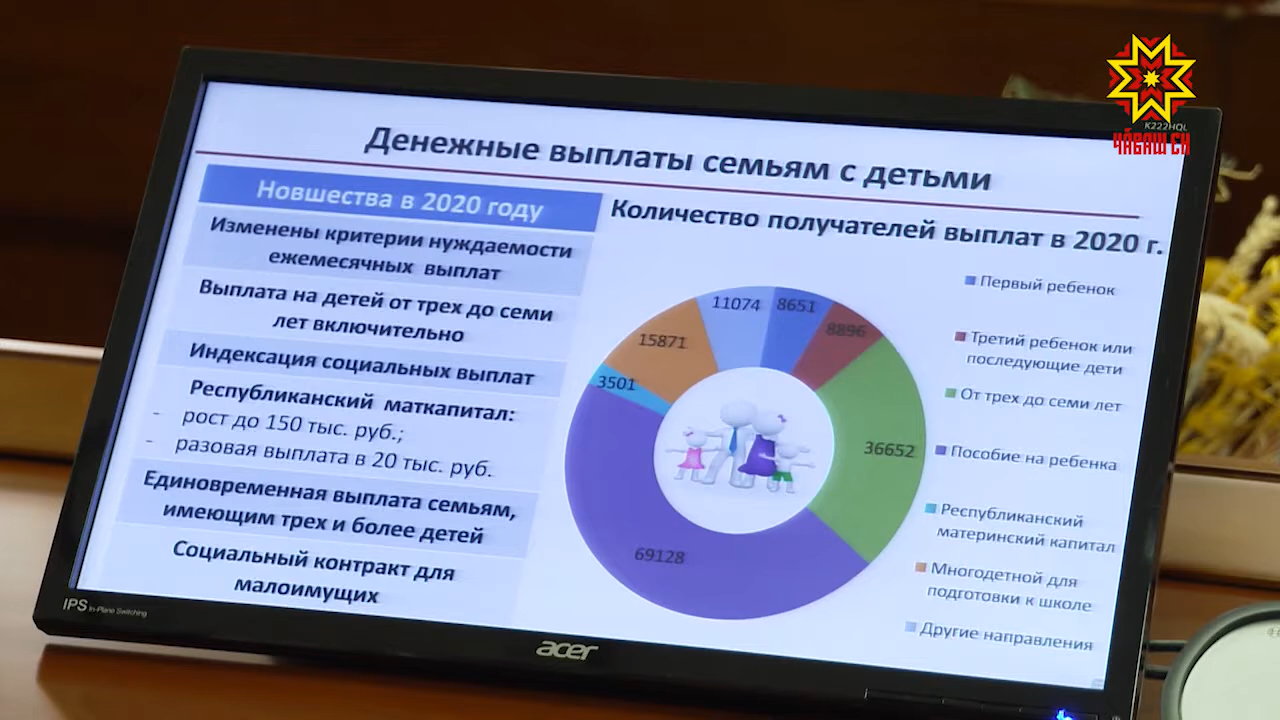 K222HQL
ЧӐВАШ ЕН
Денежные выплаты семьям с детьми
Новшества в 2020 году
Изменены критерии нуждаемости
ежемесячных выплат
Выплата на детей от трех до семи
лет включительно
Индексация социальных выплат
Республиканский маткапитал:
- рост до 150 тыс. руб.;
- разовая выплата в 20 тыс. руб.
Единовременная выплата семьям,
имеющим трех и более детей
Социальный контракт для
малоимущих
Количество получателей выплат в 2020 г.
11074
8651
8896
15871
3501
36652
69128
Первый ребенок
Третий ребенок или
последующие дети
От трех до семи лет
Пособие на ребенка
Республиканский
материнский капитал
Многодетной для
подготовки к школе
Другие направления
IPS In-Plane Switching
acer